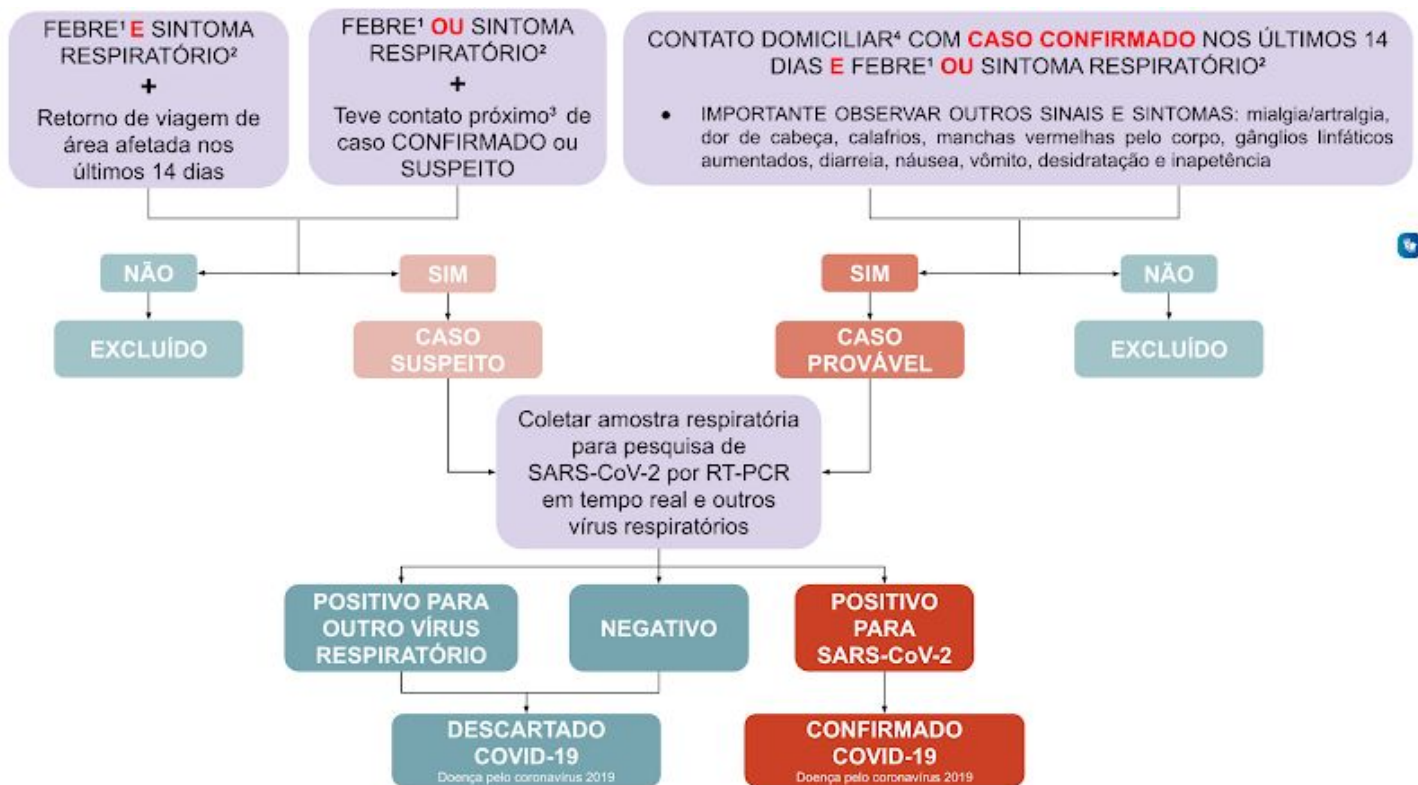 FEBRE¹ E SINTOMA
RESPIRATÓRIO²
+
Retorno de viagem de
área afetada nos
últimos 14 dias
FEBRE¹ OU SINTOMA
RESPIRATÓRIO²
+
Teve contato próximo³ de
caso CONFIRMADO ou
SUSPEITO
CONTATO DOMICILIAR⁴ COM CASO CONFIRMADO NOS ÚLTIMOS 14
DIAS E FEBRE¹ OU SINTOMA RESPIRATÓRIO²
• IMPORTANTE OBSERVAR OUTROS SINAIS E SINTOMAS: mialgia/artralgia,
dor de cabeça, calafrios, manchas vermelhas pelo corpo, gânglios linfáticos
aumentados, diarreia, náusea, vômito, desidratação e inapetência
NÃO
SIM
SIM
NÃO
EXCLUÍDO
CASO
SUSPEITO
CASO
PROVÁVEL
EXCLUÍDO
Coletar amostra respiratória
para pesquisa de
SARS-CoV-2 por RT-PCR
em tempo real e outros
vírus respiratórios
POSITIVO PARA
OUTRO VÍRUS
RESPIRATÓRIO
NEGATIVO
POSITIVO
PARA
SARS-CoV-2
DESCARTADO
COVID-19
Doença pelo coronavírus 2019
CONFIRMADO
COVID-19
Doença pelo coronavírus 2019